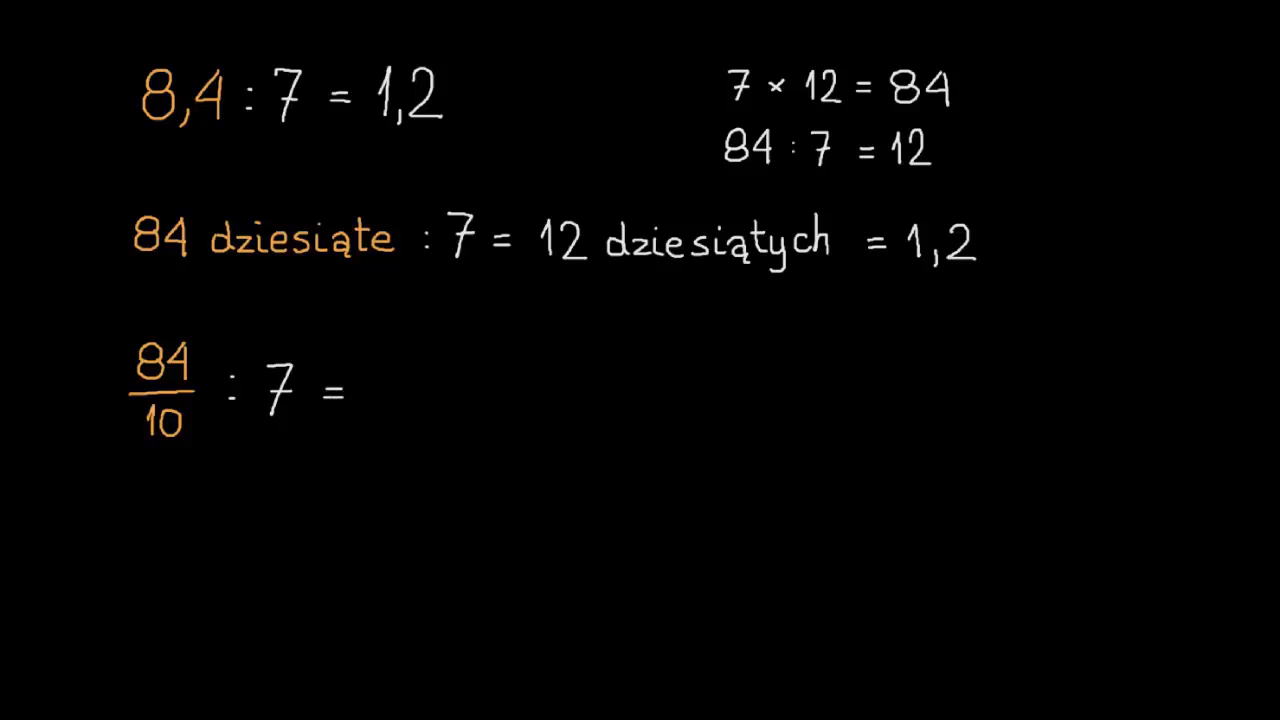 8,4 : 7 = 1,2
7 × 12 = 84
84 : 7 = 12
84 dziesiąte : 7 = 12 dziesiątych = 1,2
84/10 : 7 =